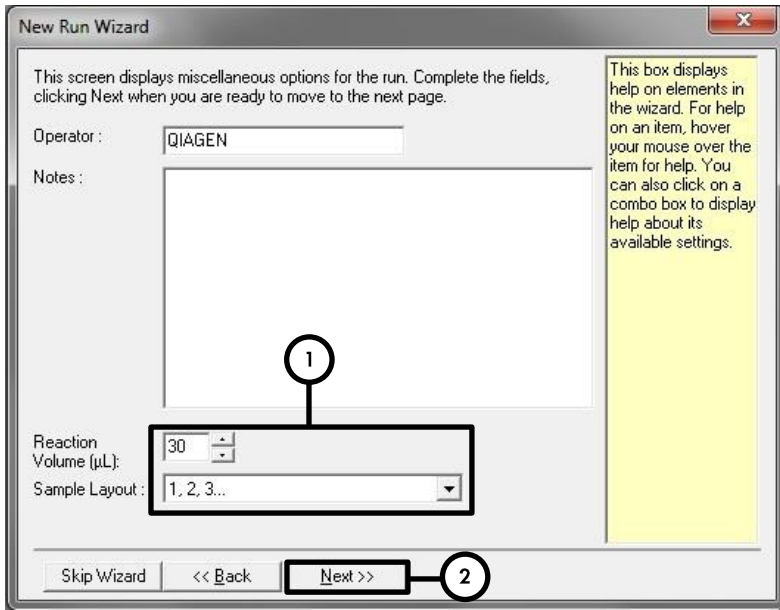 New Run Wizard
This screen displays miscellaneous options for the run. Complete the fields,
clicking Next when you are ready to move to the next page.
Operator :
QIAGEN
Notes :
This box displays
help on elements in
the wizard. For help
on an item, hover
your mouse over the
item for help. You
can also click on a
combo box to display
help about its
available settings.
1
Reaction
Volume (µL):
30
Sample Layout :
1, 2, 3...
Skip Wizard
<< Back
Next >>
2